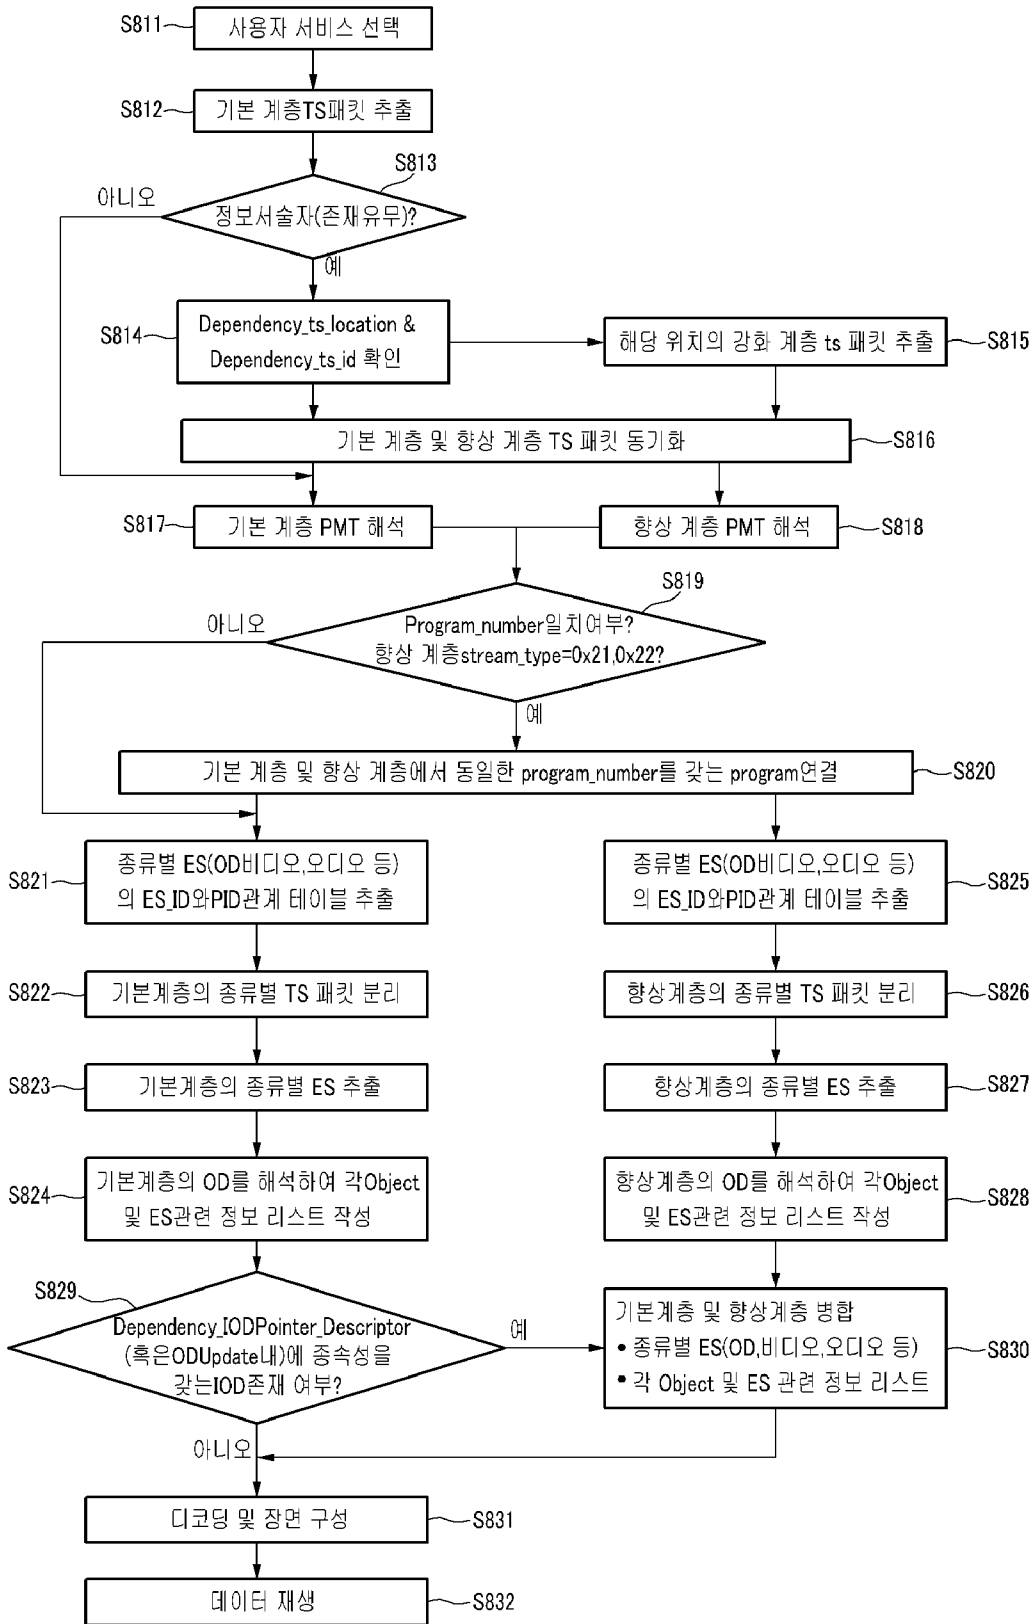 S811
사용자 서비스 선택
S812
기본 계층TS패킷 추출
S813
아니오
정보서술자(존재유무)?
예
S814
Dependency_ts_location &
Dependency_ts_id 확인
해당 위치의 강화 계층 ts 패킷 추출
S815
기본 계층 및 향상 계층 TS 패킷 동기화
S816
S817
기본 계층 PMT 해석
향상 계층 PMT 해석
S818
S819
아니오
Program_number일치여부?
향상 계층stream_type=0x21,0x22?
예
기본 계층 및 향상 계층에서 동일한 program_number를 갖는 program연결
S820
S821
종류별 ES(OD비디오,오디오 등)
의 ES_ID와PID관계 테이블 추출
종류별 ES(OD비디오,오디오 등)
의 ES_ID와PID관계 테이블 추출
S825
S822
기본계층의 종류별 TS 패킷 분리
향상계층의 종류별 TS 패킷 분리
S826
S823
기본계층의 종류별 ES 추출
향상계층의 종류별 ES 추출
S827
S824
기본계층의 OD를 해석하여 각Object
및 ES관련 정보 리스트 작성
향상계층의 OD를 해석하여 각Object
및 ES관련 정보 리스트 작성
S828
S829
Dependency_IODPointer_Descriptor
(혹은ODUpdate내)에 종속성을
갖는IOD존재 여부?
예
기본계층 및 향상계층 병합
• 종류별 ES(OD,비디오,오디오 등)
• 각 Object 및 ES 관련 정보 리스트
S830
아니오
디코딩 및 장면 구성
S831
데이터 재생
S832